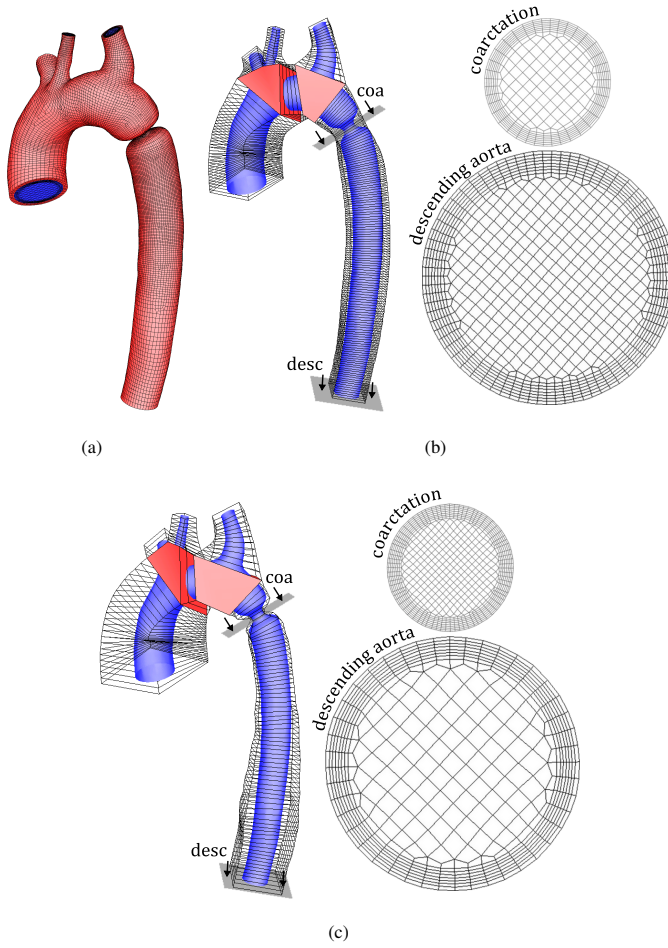 coarctation
coa
descending aorta
desc
(a)
(b)
coarctation
coa
descending aorta
desc
(c)